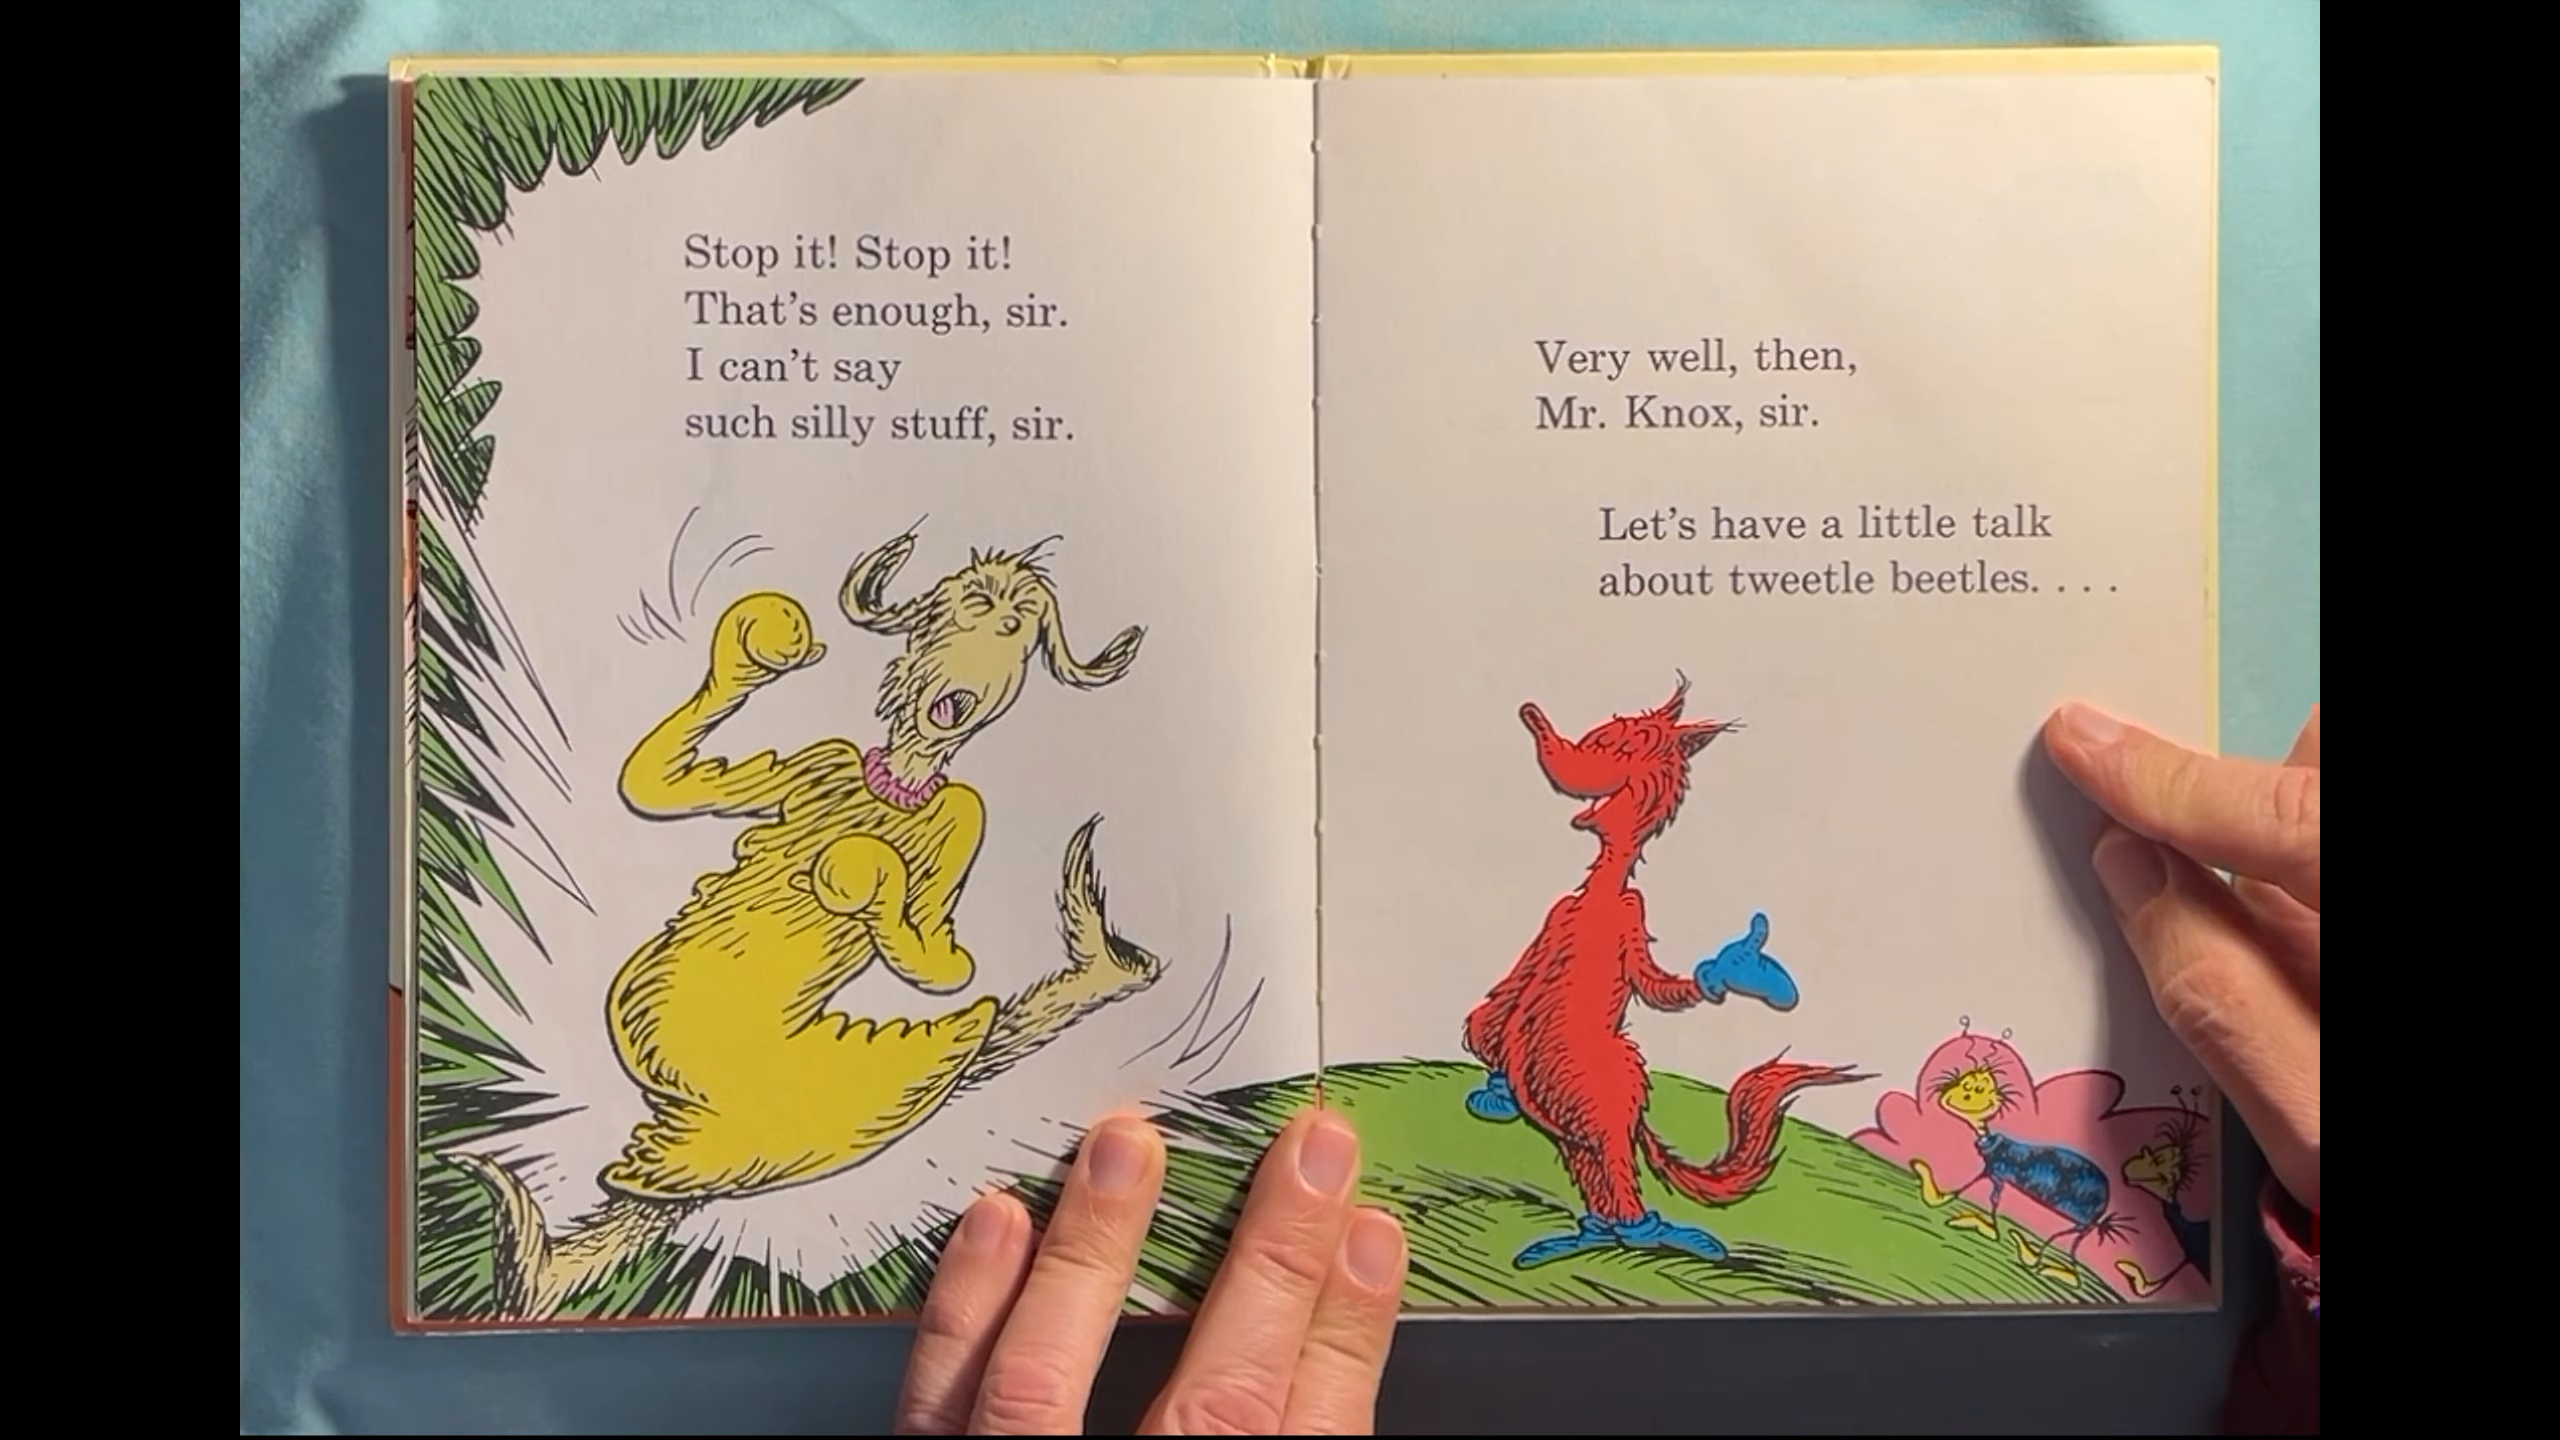 Stop it! Stop it!
That's enough, sir.
I can't say
such silly stuff, sir.
Very well, then,
Mr. Knox, sir.
Let's have a little talk
about tweetle beetles. . . .